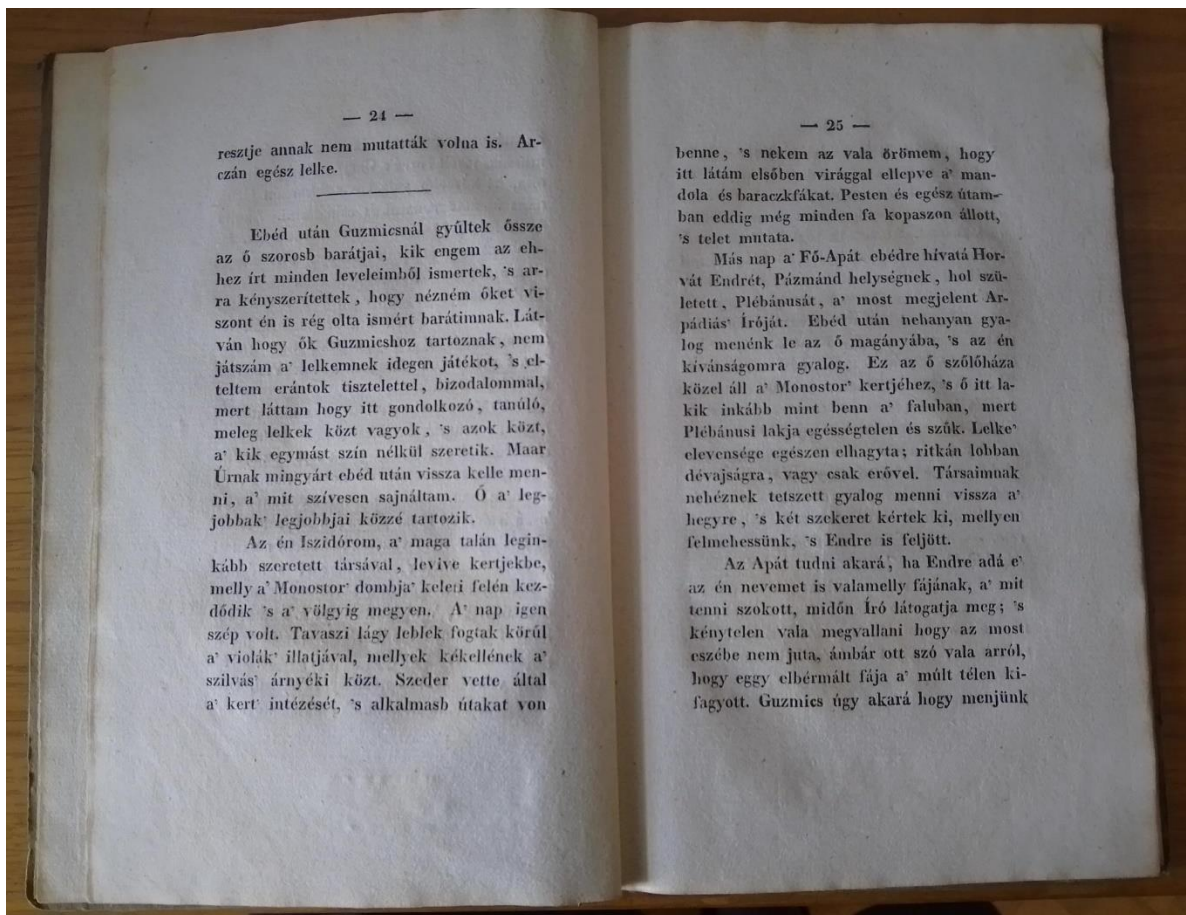 — 24 —
resztje annak nem mutatták volna is. Ar-
czán egész lelke.
Ebéd után Guzmicsnál gyűltek össze
az ő szorosb barátjai, kik engem az eh-
hez írt minden leveleimből ismertek, 's ar-
ra kényszerítettek, hogy nézném őket vi-
szont én is rég olta ismért barátimnak. Lát-
ván hogy ők Guzmicshoz tartoznak, nem
játszám a' lelkemnek idegen játékot, 's el-
teltem erántok tisztelettel, bizodalommal,
mert láttam hogy itt gondolkozó, tanúló,
meleg lelkek közt vagyok, 's azok közt,
a' kik egymást szín nélkül szeretik. Maar
Úrnak mingyárt ebéd után vissza kelle men-
ni, a' mit szívesen sajnáltam. Ő a' leg-
jobbak' legjobbjai közzé tartozik.
Az én Iszidórom, a' maga talán legin-
kább szeretett társával, levive kertjekbe,
melly a' Monostor' dombja' keleti felén kez-
dődik 's a' völgyig megyen. A' nap igen
szép volt. Tavaszi lágy leblek fogtak körúl
a' violák' illatjával, mellyek kékellének a'
szilvás' árnyéki közt. Szeder vette által
a' kert' intézését, 's alkalmasb útakat von
— 25 —
benne, 's nekem az vala örömem, hogy
itt látám elsőben virággal ellepve a' man-
dola és baraczkfákat. Pesten és egész útam-
ban eddig még minden fa kopaszon állott,
's telet mutata.
Más nap a' Fő-Apát ebédre hívatá Hor-
vát Endrét, Pázmánd helységnek, hol szü-
letett, Plébánusát, a' most megjelent Ar-
pádiás' Íróját. Ebéd után nehanyan gya-
log menénk le az ő magányába, 's az én
kívánságomra gyalog. Ez az ő szőlőháza
közel áll a' Monostor' kertjéhez, 's ő itt la-
kik inkább mint benn a' faluban, mert
Plébánusi lakja egésségtelen és szúk. Lelke'
elevensége egészen elhagyta; ritkán lobban
dévajságra, vagy csak erővel. Társaimnak
nehéznek tetszett gyalog menni vissza a'
hegyre, 's két szekeret kértek ki, mellyen
felmehessünk, 's Endre is feljött.
Az Apát tudni akará, ha Endre adá e'
az én nevemet is valamelly fájának, a' mit
tenni szokott, midőn Író látogatja meg; 's
kénytelen vala megvallani hogy az most
eszébe nem juta, ámbár ott szó vala arról,
hogy eggy elbérmált fája a' múlt télen ki-
fagyott. Guzmics úgy akará hogy menjünk